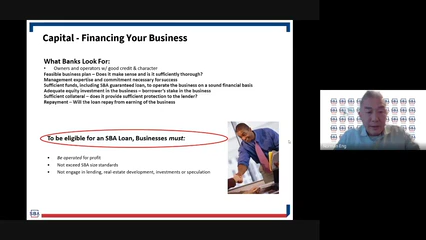 Capital - Financing Your Business
What Banks Look For:
• Owners and operators w/ good credit & character
Feasible business plan – Does it make sense and is it sufficiently thorough?
Management expertise and commitment necessary for success
Sufficient funds, including SBA guaranteed loan, to operate the business on a sound financial basis
Adequate equity investment in the business – borrower's stake in the business
Sufficient collateral – does it provide sufficient protection to the lender?
Repayment – Will the loan repay from earning of the business
To be eligible for an SBA Loan, Businesses must:
• Be operated for profit
• Not exceed SBA size standards
• Not engage in lending, real estate development, investments or speculation
SBA